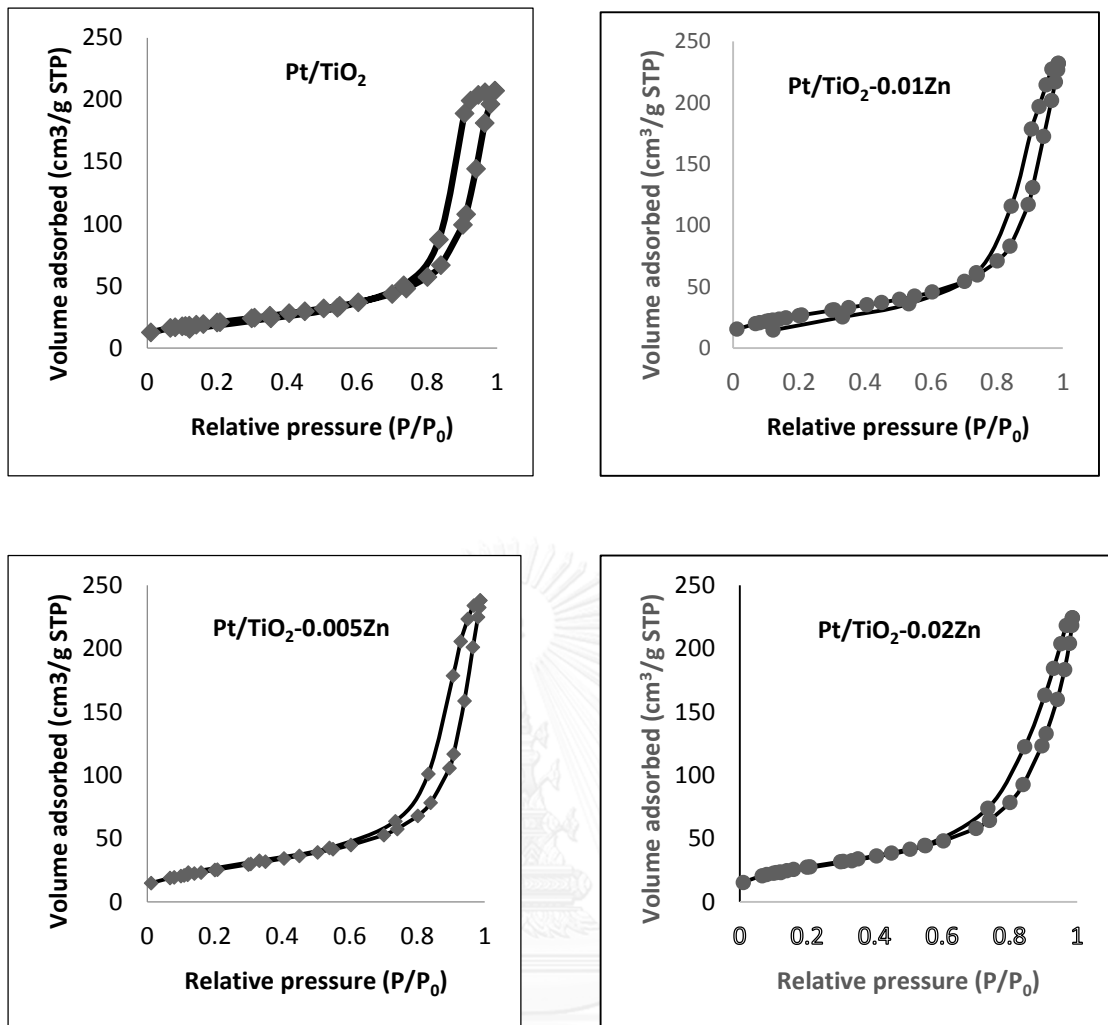 Pt/TiO₂
Volume adsorbed (cm3/g STP)
250
200
150
100
50
0
0 0.2 0.4 0.6 0.8 1
Relative pressure (P/P₀)
Pt/TiO₂-0.01Zn
Volume adsorbed (cm³/g STP)
250
200
150
100
50
0
0 0.2 0.4 0.6 0.8 1
Relative pressure (P/P₀)
Pt/TiO₂-0.005Zn
Volume adsorbed (cm3/g STP)
250
200
150
100
50
0
0 0.2 0.4 0.6 0.8 1
Relative pressure (P/P₀)
Pt/TiO₂-0.02Zn
Volume adsorbed (cm³/g STP)
250
200
150
100
50
0
0 0.2 0.4 0.6 0.8 1
Relative pressure (P/P₀)